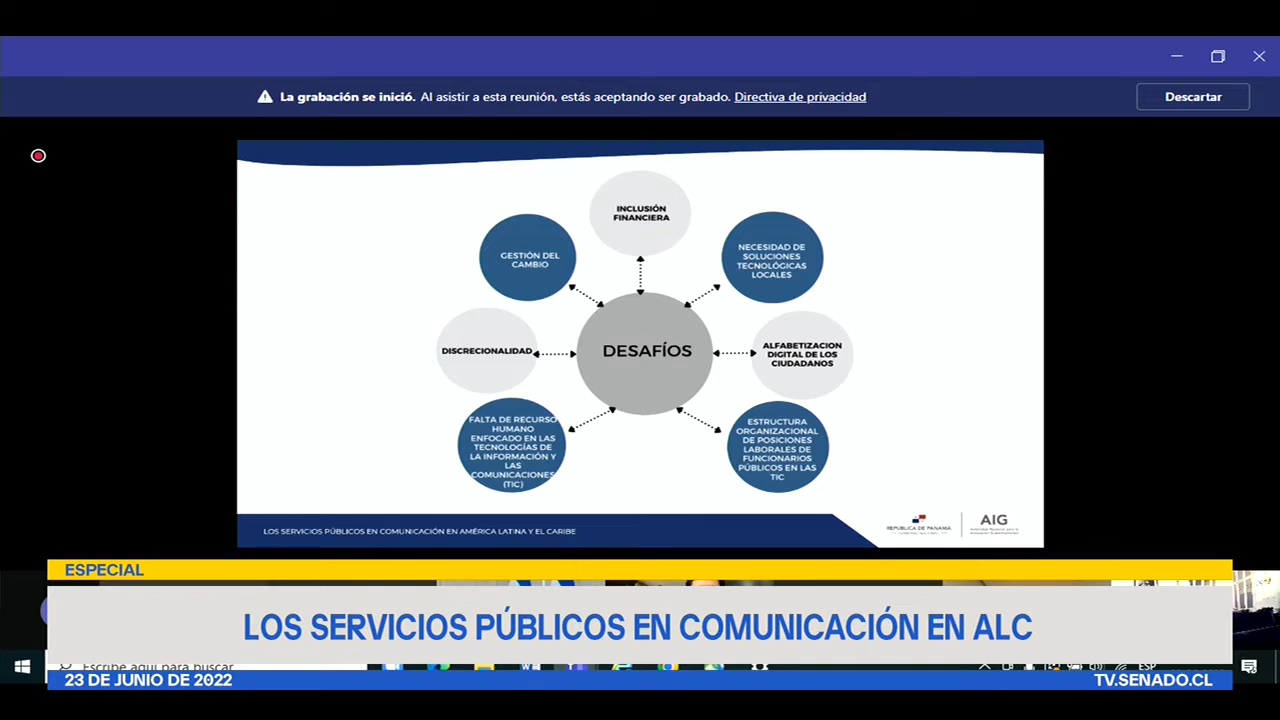 La grabación se inició. Al asistir a esta reunión, estás aceptando ser grabado. Directiva de privacidad
Descartar
INCLUSIÓN
FINANCIERA
GESTIÓN DEL
CAMBIO
NECESIDAD DE
SOLUCIONES
TECNOLÓGICAS
LOCALES
DISCRECIONALIDAD
DESAFÍOS
ALFABETIZACION
DIGITAL DE LOS
CIUDADANOS
FALTA DE RECURSO
HUMANO
ENFOCADO EN LAS
TECNOLOGÍAS DE
LA INFORMACIÓN Y
LAS
COMUNICACIONES
(TIC)
ESTRUCTURA
ORGANIZACIONAL
DE POSICIONES
LABORALES DE
FUNCIONARIOS
PÚBLICOS EN LAS
TIC
LOS SERVICIOS PÚBLICOS EN COMUNICACIÓN EN AMÉRICA LATINA Y EL CARIBE
REPÚBLICA DE PANAMÁ
AIG
ESPECIAL
LOS SERVICIOS PÚBLICOS EN COMUNICACIÓN EN ALC
Escribe aquí para buscar
ESP
23 DE JUNIO DE 2022
TV.SENADO.CL